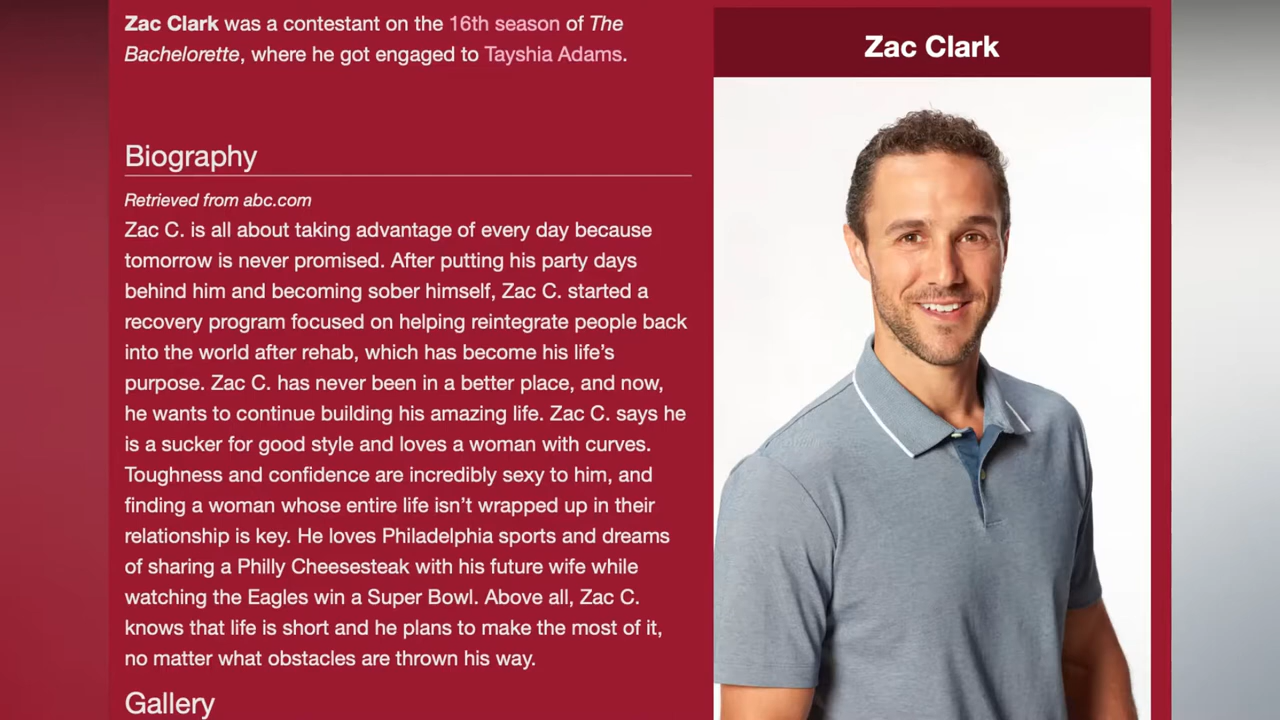 Zac Clark was a contestant on the 16th season of The
Bachelorette, where he got engaged to Tayshia Adams.
Zac Clark
Biography
Retrieved from abc.com
Zac C. is all about taking advantage of every day because
tomorrow is never promised. After putting his party days
behind him and becoming sober himself, Zac C. started a
recovery program focused on helping reintegrate people back
into the world after rehab, which has become his life’s
purpose. Zac C. has never been in a better place, and now,
he wants to continue building his amazing life. Zac C. says he
is a sucker for good style and loves a woman with curves.
Toughness and confidence are incredibly sexy to him, and
finding a woman whose entire life isn’t wrapped up in their
relationship is key. He loves Philadelphia sports and dreams
of sharing a Philly Cheesesteak with his future wife while
watching the Eagles win a Super Bowl. Above all, Zac C.
knows that life is short and he plans to make the most of it,
no matter what obstacles are thrown his way.
Gallery